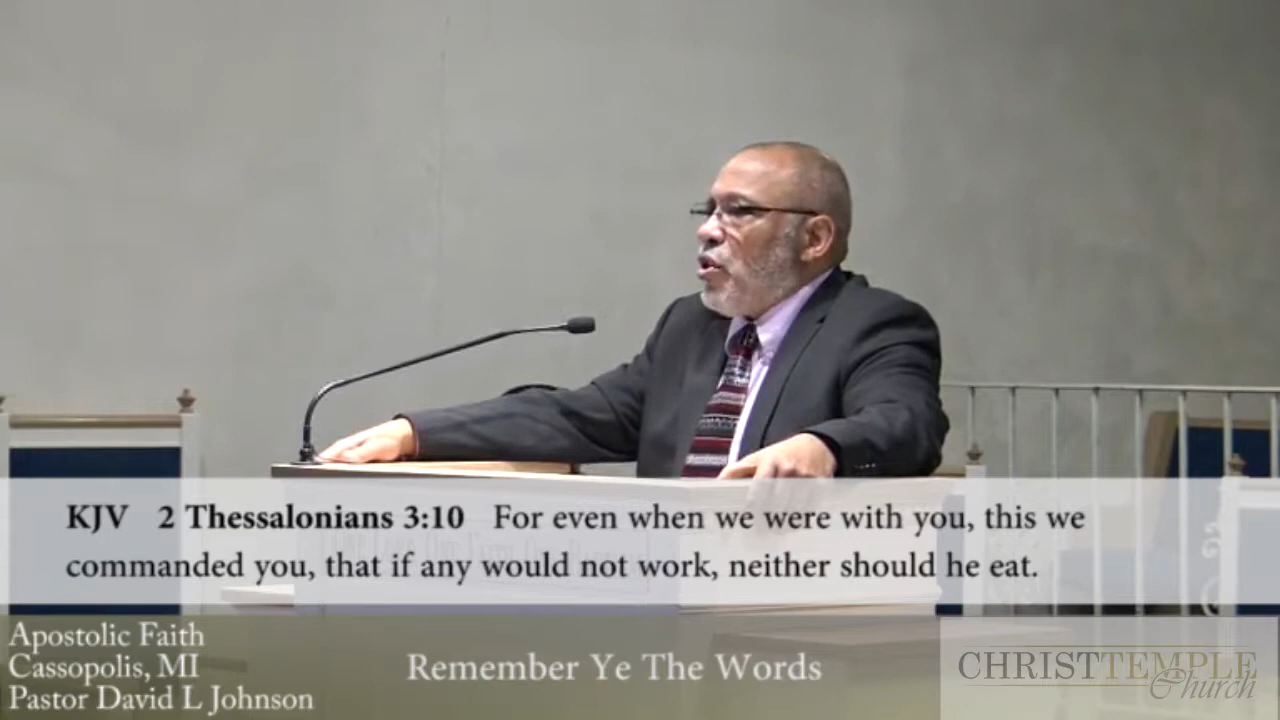 KJV 2 Thessalonians 3:10 For even when we were with you, this we
commanded you, that if any would not work, neither should he eat.
Apostolic Faith
Cassopolis, MI
Pastor David L Johnson
Remember Ye The Words
CHRISTTEMPLE
Church